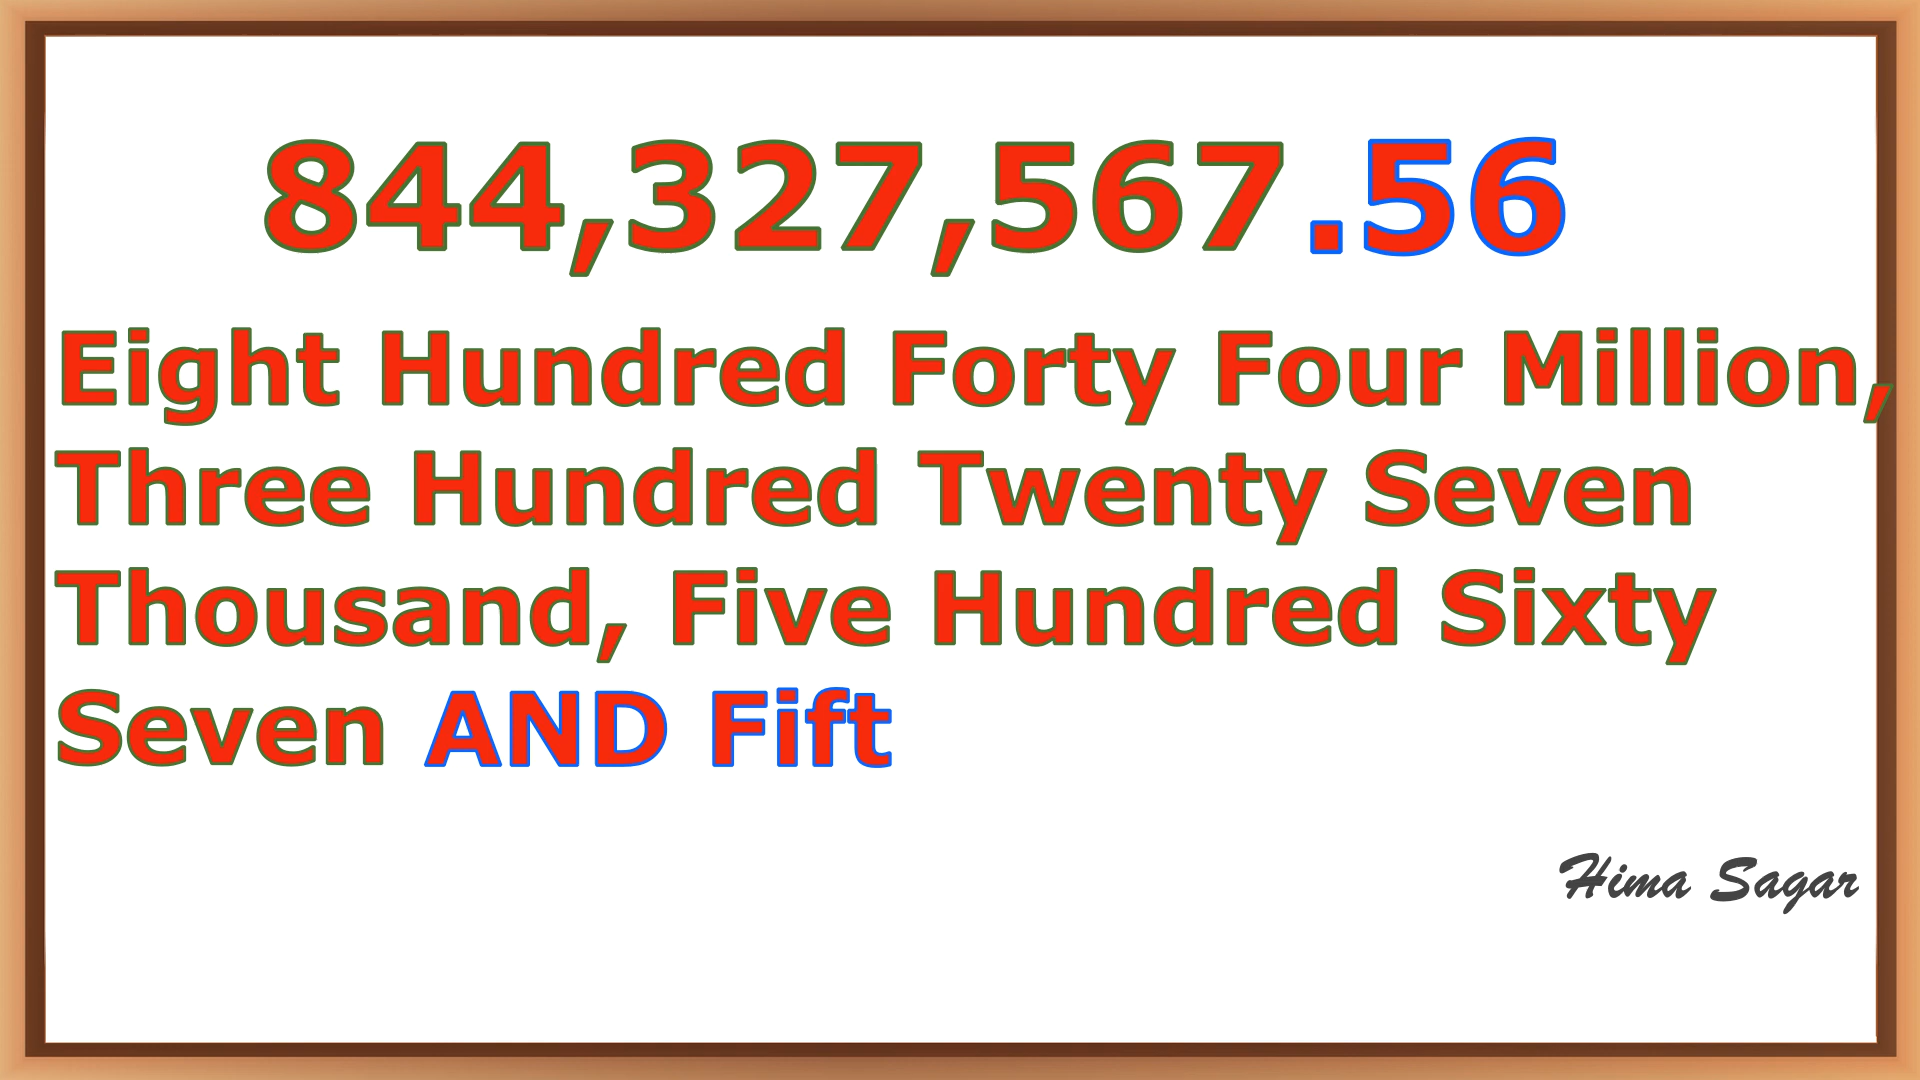 844,327,567.56
Eight Hundred Forty Four Million,
Three Hundred Twenty Seven
Thousand, Five Hundred Sixty
Seven AND Fift
Hima Sagar